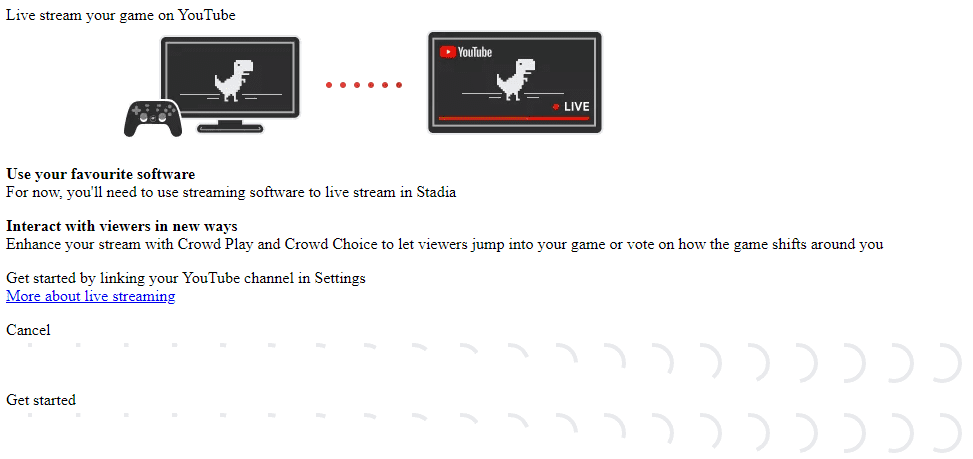 Live stream your game on YouTube
YouTube
LIVE
Use your favourite software
For now, you'll need to use streaming software to live stream in Stadia
Interact with viewers in new ways
Enhance your stream with Crowd Play and Crowd Choice to let viewers jump into your game or vote on how the game shifts around you
Get started by linking your YouTube channel in Settings
More about live streaming
Cancel
Get started